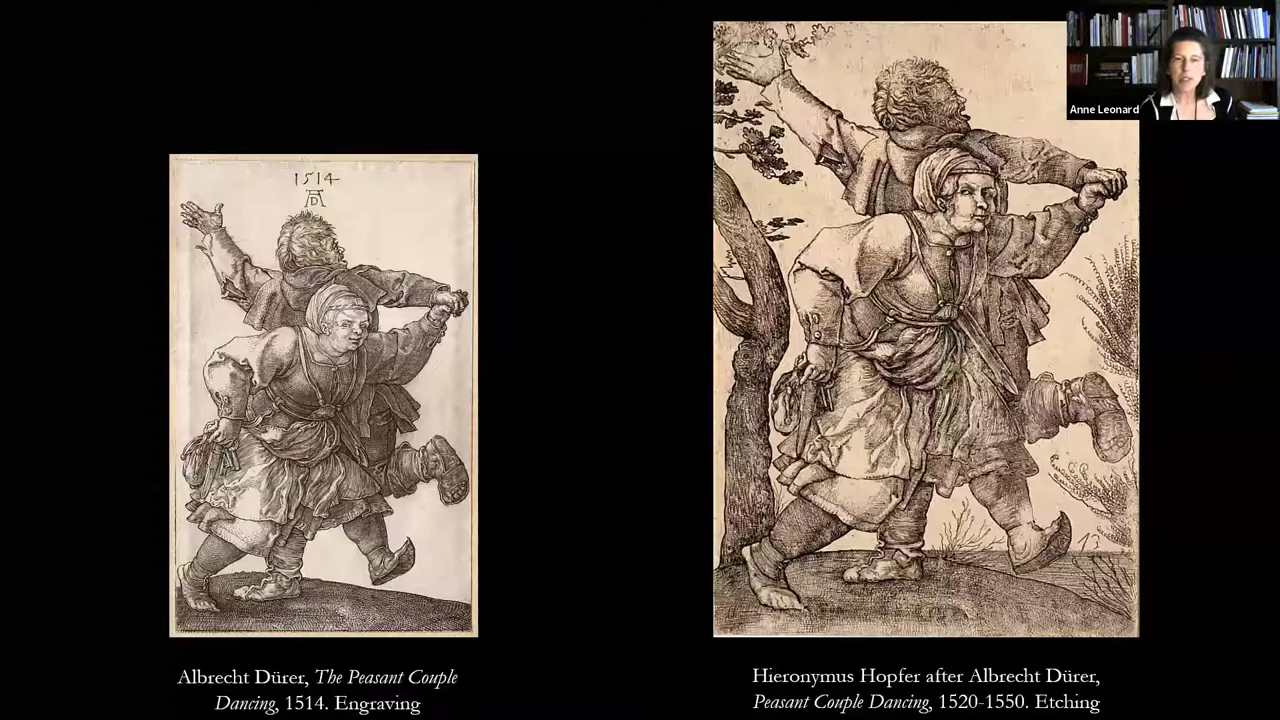 Anne Leonard
1514
AD
13
Albrecht Dürer, The Peasant Couple
Dancing, 1514. Engraving
Hieronymus Hopfer after Albrecht Dürer,
Peasant Couple Dancing, 1520-1550. Etching